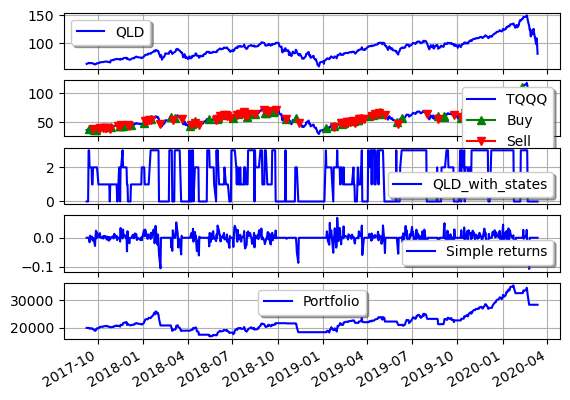 150
QLD
100
100
TQQQ
Buy
50
Sell
2
QLD_with_states
0
0.0
Simple returns
−0.1
Portfolio
30000
20000
2017-10 2018-01 2018-04 2018-07 2018-10 2019-01 2019-04 2019-07 2019-10 2020-01 2020-04